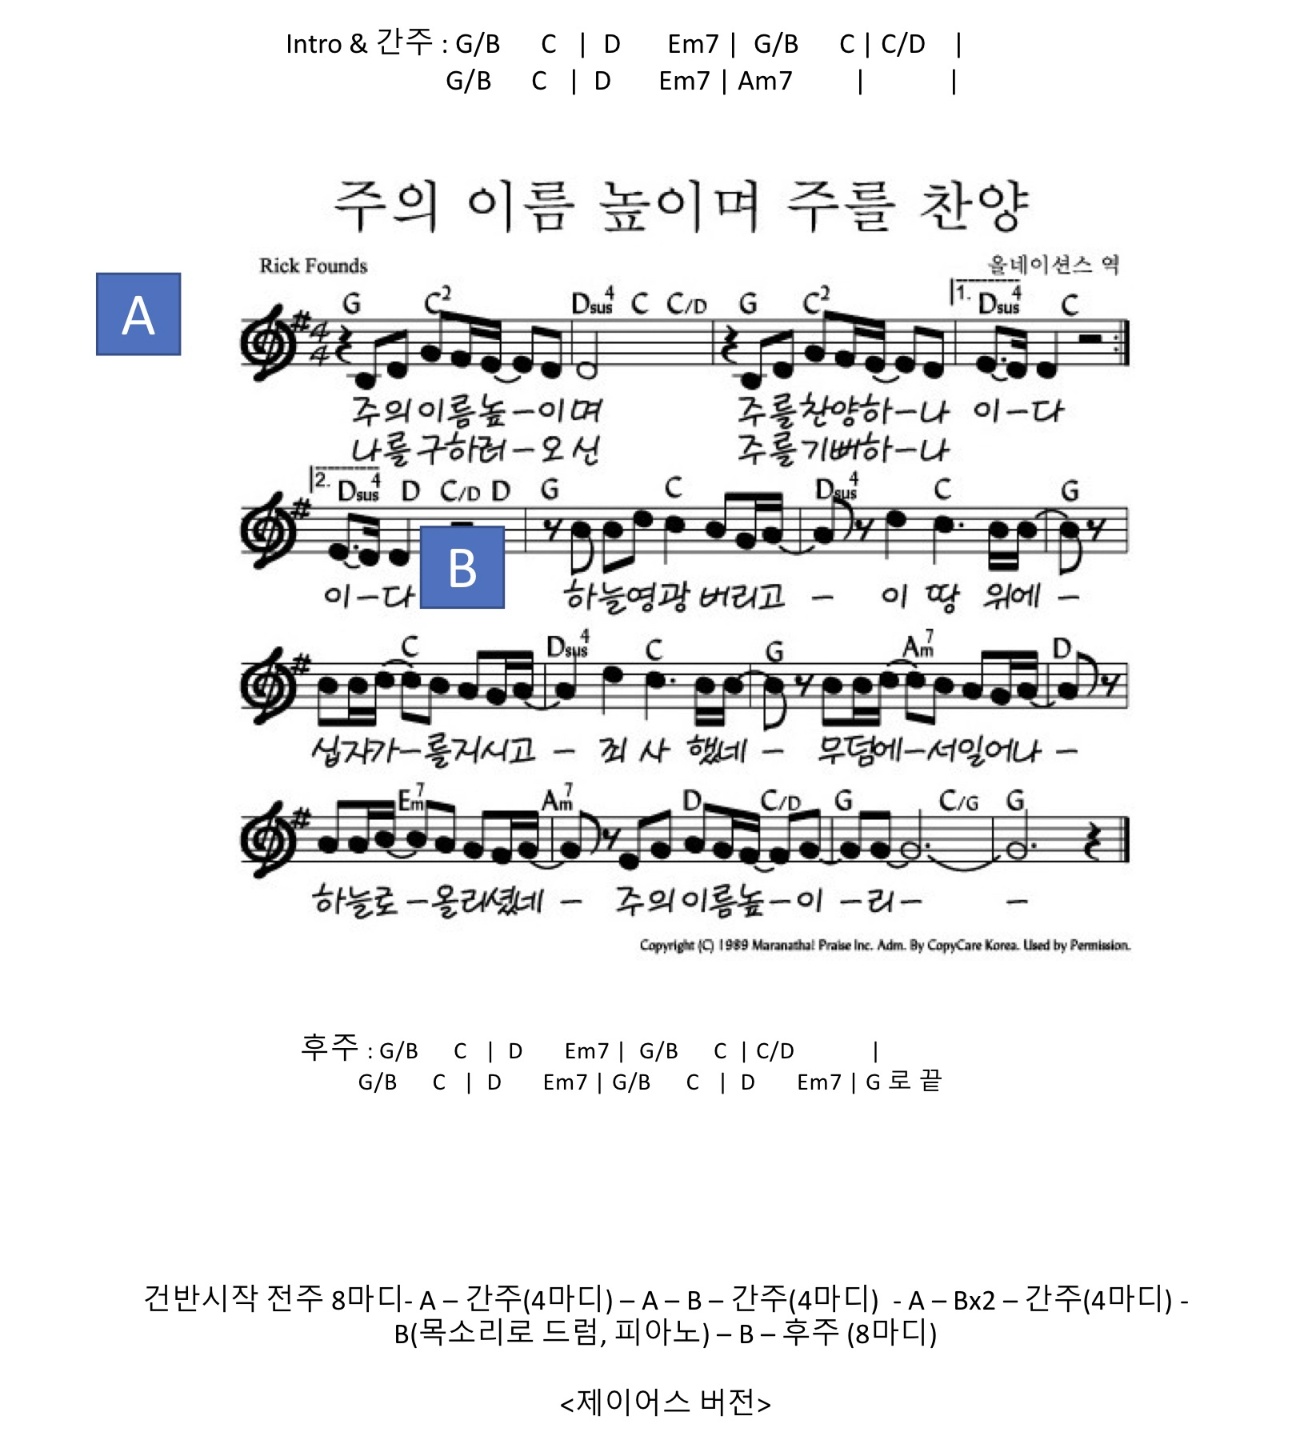 Intro & 간주 : G/B C | D Em7 | G/B C | C/D |
G/B C | D Em7 | Am7 | |
주의 이름 높이며 주를 찬양
Rick Founds
올네이션스 역
A
G C2 Dsus4 C C/D G C2 1. Dsus4 C
4/4
주의이름높-이며 주를찬양하-나 이-다
나를구하러-오신 주를기뻐하-나
2. Dsus4 D C/D D G C Dsus4 C G
B
이-다 하늘영광 버리고 - 이 땅 위에 -
C Dsus4 C G Am7 D
십자가-를지시고 - 죄 사 했네 - 무덤에-서일어나 -
Em7 Am7 D C/D G C/G G
하늘로-올리셨네 - 주의이름높-이 -리- -
Copyright (C) 1989 Maranatha! Praise Inc. Adm. By CopyCare Korea. Used by Permission.
후주 : G/B C | D Em7 | G/B C | C/D |
G/B C | D Em7 | G/B C | D Em7 | G 로 끝
건반시작 전주 8마디- A – 간주(4마디) – A – B – 간주(4마디) - A – Bx2 – 간주(4마디) -
B(목소리로 드럼, 피아노) – B – 후주 (8마디)
<제이어스 버전>